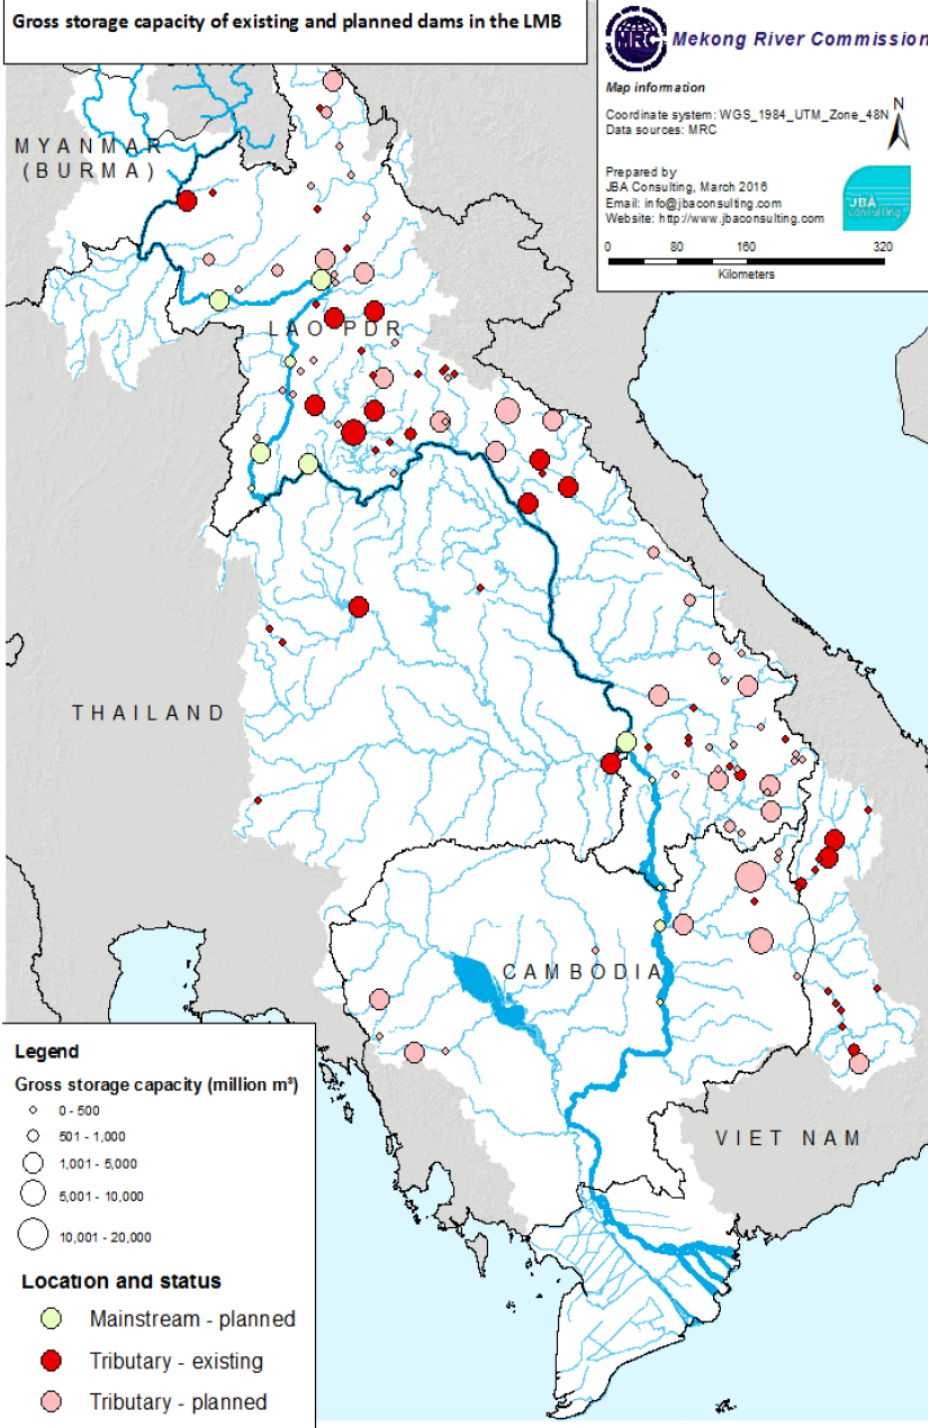 Gross storage capacity of existing and planned dams in the LMB
MRC
Mekong River Commission
Map information
Coordinate system: WGS_1984_UTM_Zone_48N
Data sources: MRC
N
Prepared by
JBA Consulting, March 2016
Email: info@jbaconsulting.com
Website: http://www.jbaconsulting.com
JBA
consulting
0 80 160 320
Kilometers
MYANMAR
(BURMA)
LAO PDR
THAILAND
CAMBODIA
VIET NAM
Legend
Gross storage capacity (million m³)
0 - 500
501 - 1,000
1,001 - 5,000
5,001 - 10,000
10,001 - 20,000
Location and status
Mainstream - planned
Tributary - existing
Tributary - planned